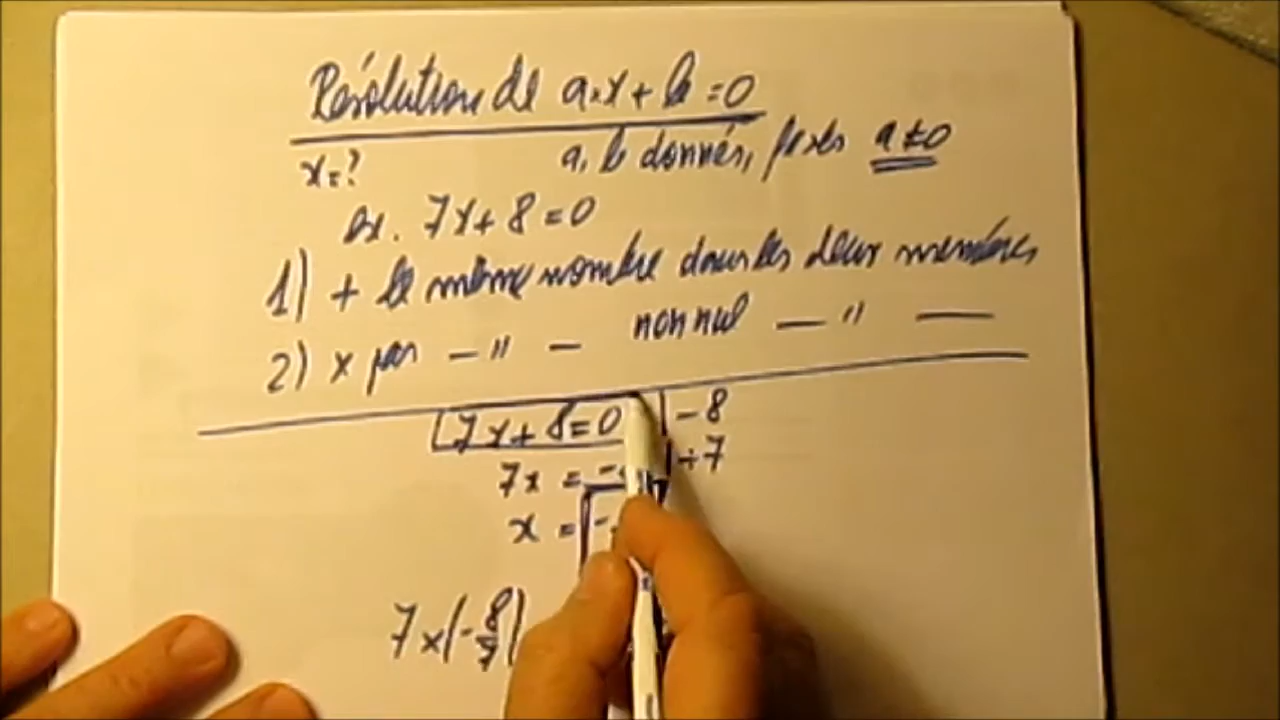 Résolution de a.x + b = 0
x = ? a, b donnés, fixés a ≠ 0
ex. 7x + 8 = 0
1) + le même nombre dans les deux membres
2) x par — " — non nul — " —
7x + 8 = 0 | - 8
7x = - | ÷ 7
x = -
7 x (- 8/7)